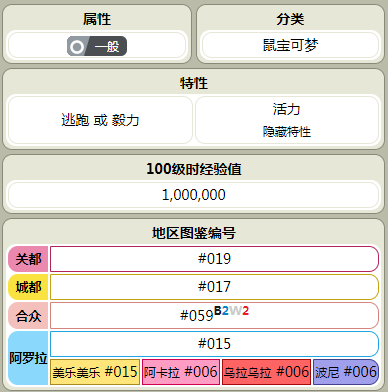 属性 分类
一般 鼠宝可梦
特性
逃跑 或 毅力 活力
隐藏特性
100级时经验值
1,000,000
地区图鉴编号
关都 #019
城都 #017
合众 #059B2W2
阿罗拉 #015
美乐美乐 #015 阿卡拉 #006 乌拉乌拉 #006 波尼 #006